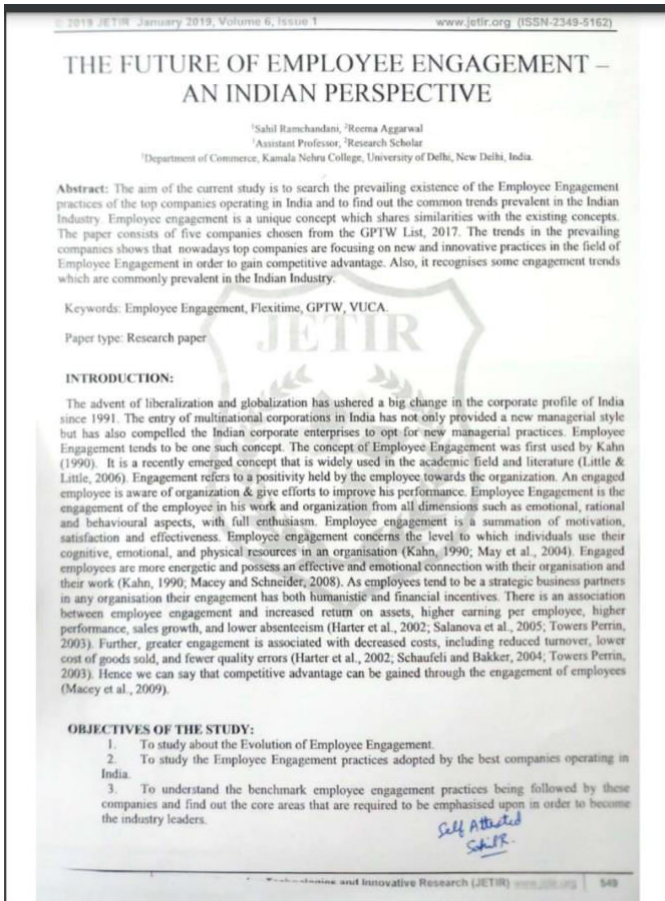 © 2019 JETIR January 2019, Volume 6, Issue 1 www.jetir.org (ISSN-2349-5162)
THE FUTURE OF EMPLOYEE ENGAGEMENT –
AN INDIAN PERSPECTIVE
¹Sahil Ramchandani, ²Reema Aggarwal
¹Assistant Professor, ²Research Scholar
¹Department of Commerce, Kamala Nehru College, University of Delhi, New Delhi, India.
Abstract: The aim of the current study is to search the prevailing existence of the Employee Engagement
practices of the top companies operating in India and to find out the common trends prevalent in the Indian
Industry. Employee engagement is a unique concept which shares similarities with the existing concepts.
The paper consists of five companies chosen from the GPTW List, 2017. The trends in the prevailing
companies shows that nowadays top companies are focusing on new and innovative practices in the field of
Employee Engagement in order to gain competitive advantage. Also, it recognises some engagement trends
which are commonly prevalent in the Indian Industry.
Keywords: Employee Engagement, Flexitime, GPTW, VUCA.
JETIR
Paper type: Research paper
INTRODUCTION:
The advent of liberalization and globalization has ushered a big change in the corporate profile of India
since 1991. The entry of multinational corporations in India has not only provided a new managerial style
but has also compelled the Indian corporate enterprises to opt for new managerial practices. Employee
Engagement tends to be one such concept. The concept of Employee Engagement was first used by Kahn
(1990). It is a recently emerged concept that is widely used in the academic field and literature (Little &
Little, 2006). Engagement refers to a positivity held by the employee towards the organization. An engaged
employee is aware of organization & give efforts to improve his performance. Employee Engagement is the
engagement of the employee in his work and organization from all dimensions such as emotional, rational
and behavioural aspects, with full enthusiasm. Employee engagement is a summation of motivation,
satisfaction and effectiveness. Employee engagement concerns the level to which individuals use their
cognitive, emotional, and physical resources in an organisation (Kahn, 1990; May et al., 2004). Engaged
employees are more energetic and possess an effective and emotional connection with their organisation and
their work (Kahn, 1990; Macey and Schneider, 2008). As employees tend to be a strategic business partners
in any organisation their engagement has both humanistic and financial incentives. There is an association
between employee engagement and increased return on assets, higher earning per employee, higher
performance, sales growth, and lower absenteeism (Harter et al., 2002; Salanova et al., 2005; Towers Perrin,
2003). Further, greater engagement is associated with decreased costs, including reduced turnover, lower
cost of goods sold, and fewer quality errors (Harter et al., 2002; Schaufeli and Bakker, 2004; Towers Perrin,
2003). Hence we can say that competitive advantage can be gained through the engagement of employees
(Macey et al., 2009).
OBJECTIVES OF THE STUDY:
1. To study about the Evolution of Employee Engagement.
2. To study the Employee Engagement practices adopted by the best companies operating in
India.
3. To understand the benchmark employee engagement practices being followed by these
companies and find out the core areas that are required to be emphasised upon in order to become
the industry leaders.
Self Attested
Sahil R.
and Innovative Research (JETIR) 549